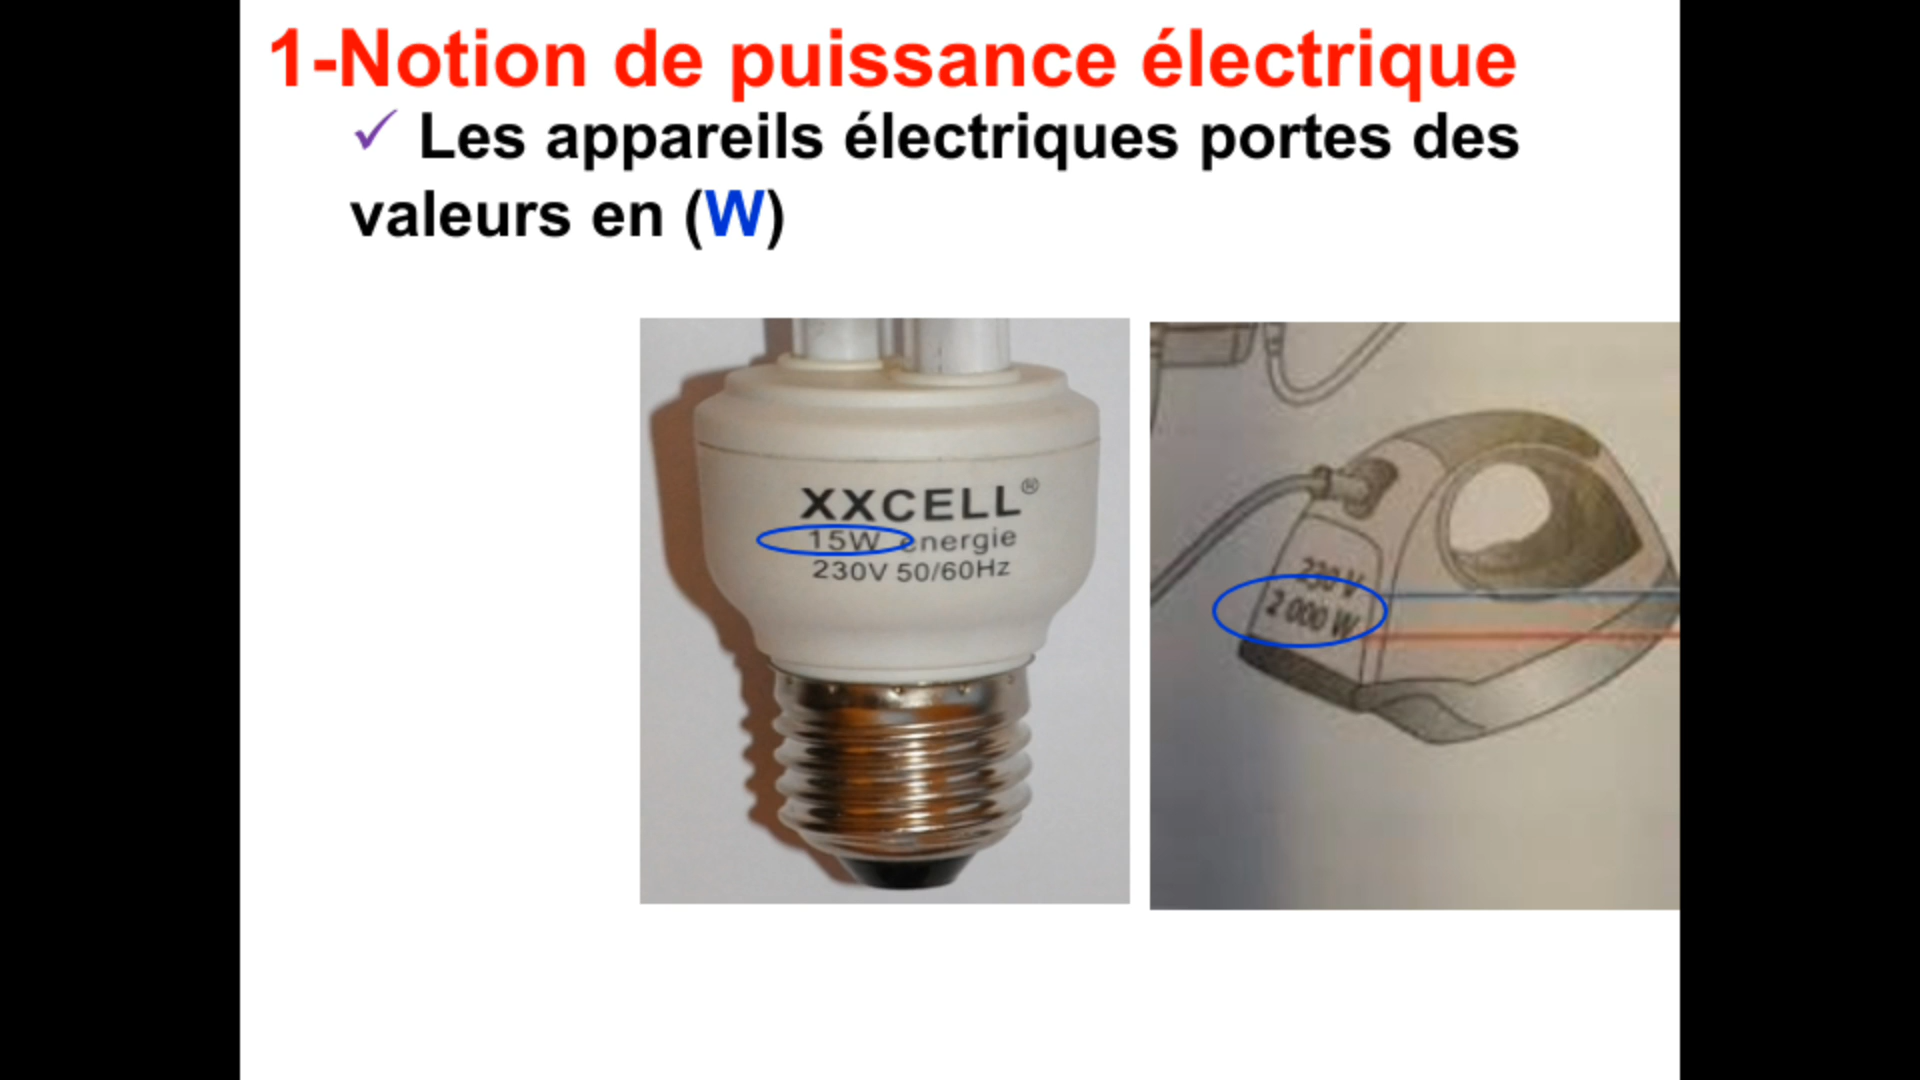 1-Notion de puissance électrique
✓ Les appareils électriques portes des
valeurs en (W)
XXCELL®
15W energie
230V 50/60Hz
230 V
2 000 W